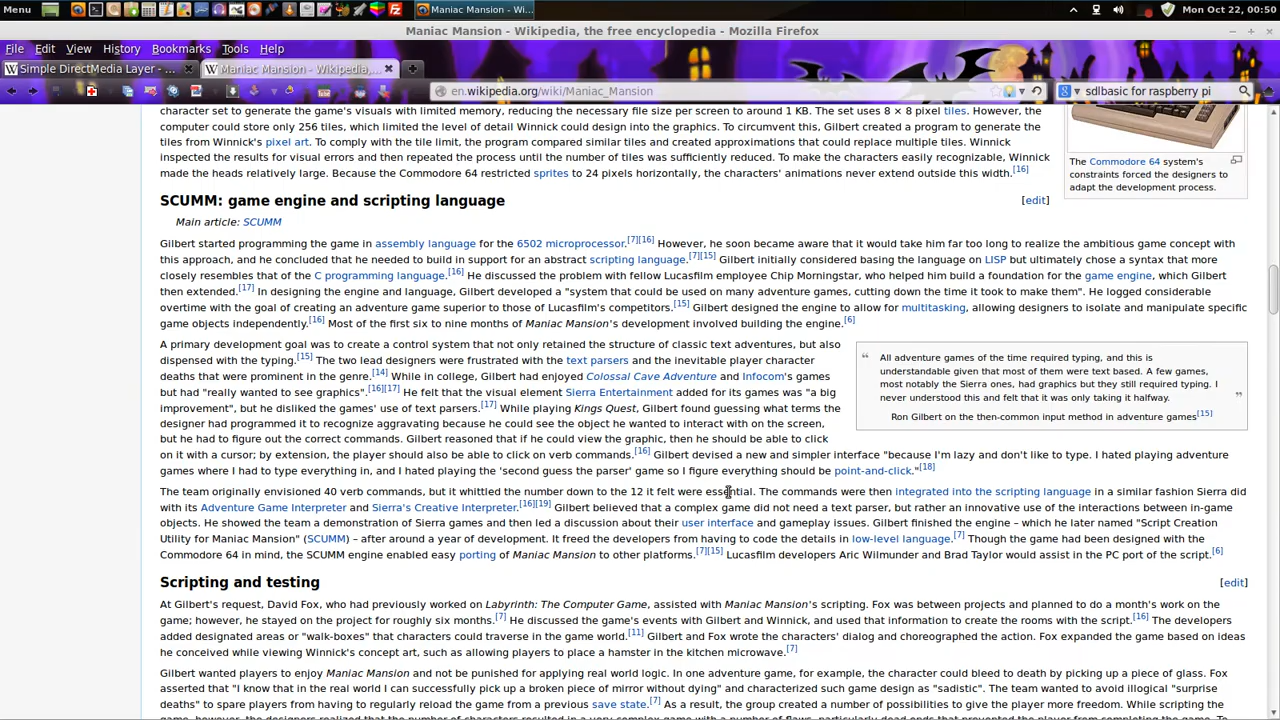 Menu
Maniac Mansion - Wi...
Mon Oct 22, 00:50
Maniac Mansion - Wikipedia, the free encyclopedia - Mozilla Firefox
File Edit View History Bookmarks Tools Help
Simple DirectMedia Layer - ...
Maniac Mansion - Wikipedia,...
en.wikipedia.org/wiki/Maniac_Mansion
sdlbasic for raspberry pi
character set to generate the game's visuals with limited memory, reducing the necessary file size per screen to around 1 KB. The set uses 8 × 8 pixel tiles. However, the
computer could store only 256 tiles, which limited the level of detail Winnick could design into the graphics. To circumvent this, Gilbert created a program to generate the
tiles from Winnick's pixel art. To comply with the tile limit, the program compared similar tiles and created approximations that could replace multiple tiles. Winnick
inspected the results for visual errors and then repeated the process until the number of tiles was sufficiently reduced. To make the characters easily recognizable, Winnick
made the heads relatively large. Because the Commodore 64 restricted sprites to 24 pixels horizontally, the characters' animations never extend outside this width.[16]
The Commodore 64 system's
constraints forced the designers to
adapt the development process.
SCUMM: game engine and scripting language [edit]
Main article: SCUMM
Gilbert started programming the game in assembly language for the 6502 microprocessor.[7][16] However, he soon became aware that it would take him far too long to realize the ambitious game concept with
this approach, and he concluded that he needed to build in support for an abstract scripting language.[7][15] Gilbert initially considered basing the language on LISP but ultimately chose a syntax that more
closely resembles that of the C programming language.[16] He discussed the problem with fellow Lucasfilm employee Chip Morningstar, who helped him build a foundation for the game engine, which Gilbert
then extended.[17] In designing the engine and language, Gilbert developed a "system that could be used on many adventure games, cutting down the time it took to make them". He logged considerable
overtime with the goal of creating an adventure game superior to those of Lucasfilm's competitors.[15] Gilbert designed the engine to allow for multitasking, allowing designers to isolate and manipulate specific
game objects independently.[16] Most of the first six to nine months of Maniac Mansion's development involved building the engine.[6]
A primary development goal was to create a control system that not only retained the structure of classic text adventures, but also
dispensed with the typing.[15] The two lead designers were frustrated with the text parsers and the inevitable player character
deaths that were prominent in the genre.[14] While in college, Gilbert had enjoyed Colossal Cave Adventure and Infocom's games
but had "really wanted to see graphics".[16][17] He felt that the visual element Sierra Entertainment added for its games was "a big
improvement", but he disliked the games' use of text parsers.[17] While playing Kings Quest, Gilbert found guessing what terms the
designer had programmed it to recognize aggravating because he could see the object he wanted to interact with on the screen,
but he had to figure out the correct commands. Gilbert reasoned that if he could view the graphic, then he should be able to click
on it with a cursor; by extension, the player should also be able to click on verb commands.[16] Gilbert devised a new and simpler interface "because I'm lazy and don't like to type. I hated playing adventure
games where I had to type everything in, and I hated playing the 'second guess the parser' game so I figure everything should be point-and-click."[18]
“ All adventure games of the time required typing, and this is
understandable given that most of them were text based. A few games,
most notably the Sierra ones, had graphics but they still required typing. I
never understood this and felt that it was only taking it halfway. ”
Ron Gilbert on the then-common input method in adventure games[15]
The team originally envisioned 40 verb commands, but it whittled the number down to the 12 it felt were essential. The commands were then integrated into the scripting language in a similar fashion Sierra did
with its Adventure Game Interpreter and Sierra's Creative Interpreter.[16][19] Gilbert believed that a complex game did not need a text parser, but rather an innovative use of the interactions between in-game
objects. He showed the team a demonstration of Sierra games and then led a discussion about their user interface and gameplay issues. Gilbert finished the engine – which he later named "Script Creation
Utility for Maniac Mansion" (SCUMM) – after around a year of development. It freed the developers from having to code the details in low-level language.[7] Though the game had been designed with the
Commodore 64 in mind, the SCUMM engine enabled easy porting of Maniac Mansion to other platforms.[7][15] Lucasfilm developers Aric Wilmunder and Brad Taylor would assist in the PC port of the script.[6]
Scripting and testing [edit]
At Gilbert's request, David Fox, who had previously worked on Labyrinth: The Computer Game, assisted with Maniac Mansion's scripting. Fox was between projects and planned to do a month's work on the
game; however, he stayed on the project for roughly six months.[7] He discussed the game's events with Gilbert and Winnick, and used that information to create the rooms with the script.[16] The developers
added designated areas or "walk-boxes" that characters could traverse in the game world.[11] Gilbert and Fox wrote the characters' dialog and choreographed the action. Fox expanded the game based on ideas
he conceived while viewing Winnick's concept art, such as allowing players to place a hamster in the kitchen microwave.[7]
Gilbert wanted players to enjoy Maniac Mansion and not be punished for applying real world logic. In one adventure game, for example, the character could bleed to death by picking up a piece of glass. Fox
asserted that "I know that in the real world I can successfully pick up a broken piece of mirror without dying" and characterized such game design as "sadistic". The team wanted to avoid illogical "surprise
deaths" to spare players from having to regularly reload the game from a previous save state.[7] As a result, the group created a number of possibilities to give the player more freedom. While scripting the